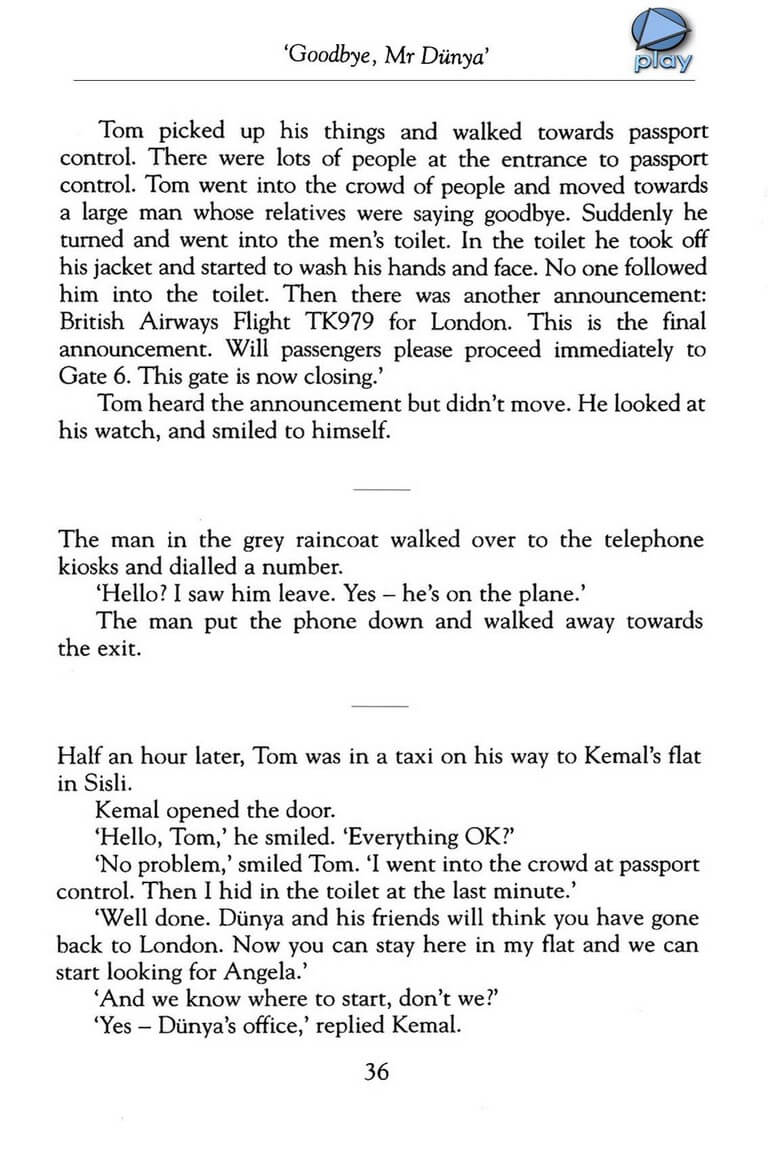 ‘Goodbye, Mr Dünya’
play
Tom picked up his things and walked towards passport
control. There were lots of people at the entrance to passport
control. Tom went into the crowd of people and moved towards
a large man whose relatives were saying goodbye. Suddenly he
turned and went into the men’s toilet. In the toilet he took off
his jacket and started to wash his hands and face. No one followed
him into the toilet. Then there was another announcement:
British Airways Flight TK979 for London. This is the final
announcement. Will passengers please proceed immediately to
Gate 6. This gate is now closing.’
Tom heard the announcement but didn’t move. He looked at
his watch, and smiled to himself.
The man in the grey raincoat walked over to the telephone
kiosks and dialled a number.
‘Hello? I saw him leave. Yes – he’s on the plane.’
The man put the phone down and walked away towards
the exit.
Half an hour later, Tom was in a taxi on his way to Kemal’s flat
in Sisli.
Kemal opened the door.
‘Hello, Tom,’ he smiled. ‘Everything OK?’
‘No problem,’ smiled Tom. ‘I went into the crowd at passport
control. Then I hid in the toilet at the last minute.’
‘Well done. Dünya and his friends will think you have gone
back to London. Now you can stay here in my flat and we can
start looking for Angela.’
‘And we know where to start, don’t we?’
‘Yes – Dünya’s office,’ replied Kemal.
36